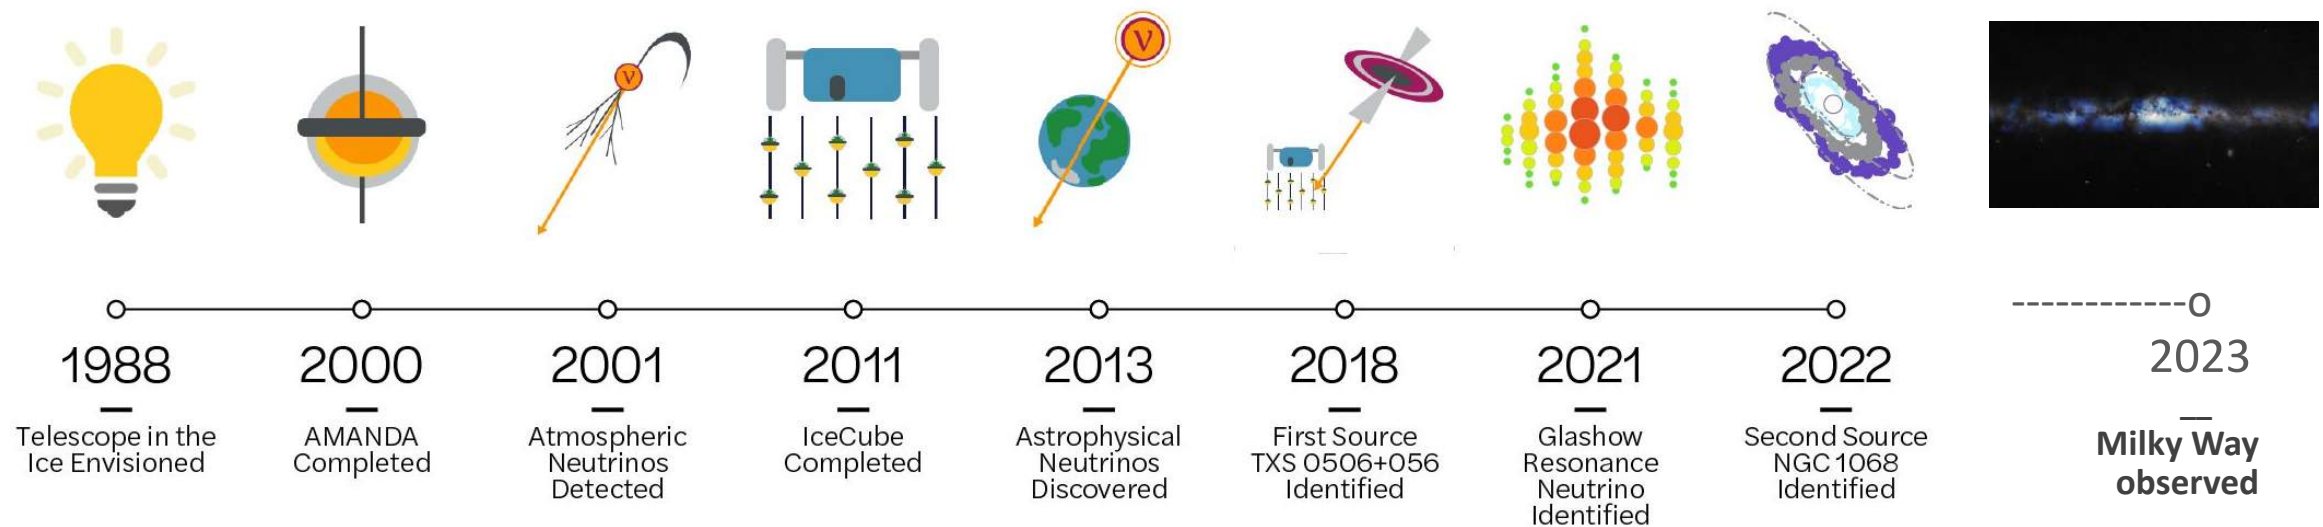 ν
ν
------------o
1988
Telescope in the
Ice Envisioned
2000
AMANDA
Completed
2001
Atmospheric
Neutrinos
Detected
2011
IceCube
Completed
2013
Astrophysical
Neutrinos
Discovered
2018
First Source
TXS 0506+056
Identified
2021
Glashow
Resonance
Neutrino
Identified
2022
Second Source
NGC 1068
Identified
2023
Milky Way
observed